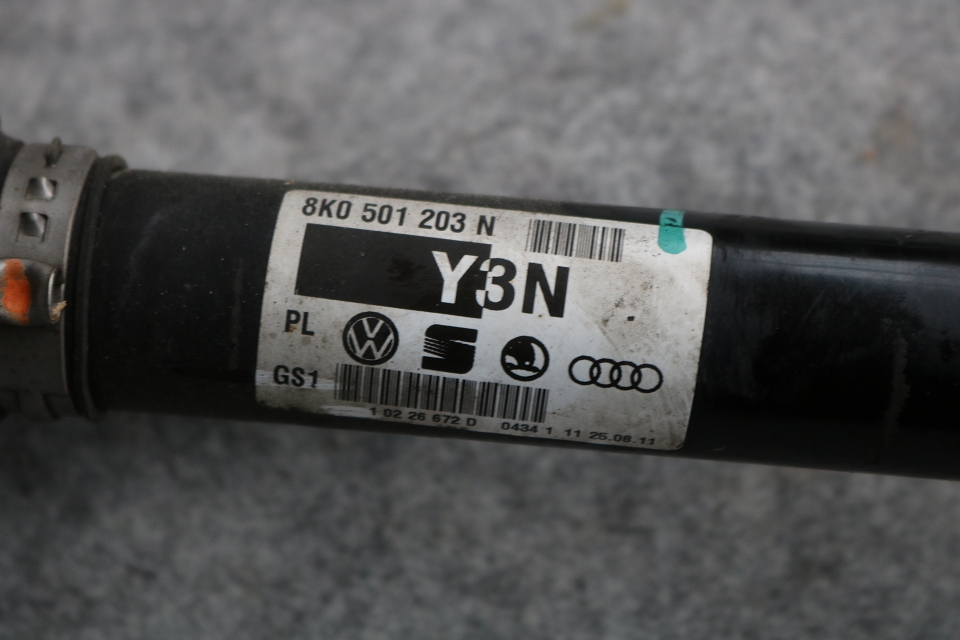 8K0 501 203 N
Y3N
PL
GS1
1 02 26 672 D 0434 1 11 25.08.11